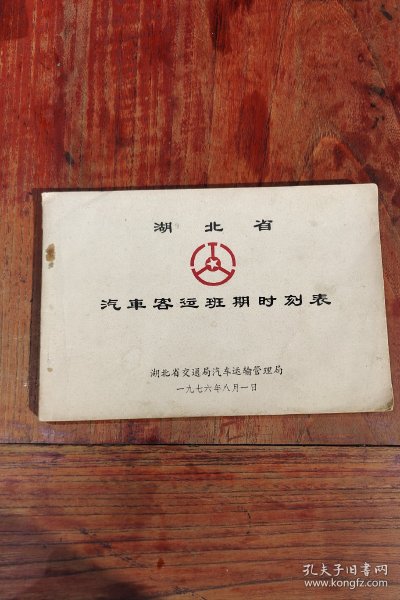 湖北省
汽車客运班期时刻表
湖北省交通局汽车运输管理局
一九七六年八月一日
孔夫子旧书网
www.kongfz.com